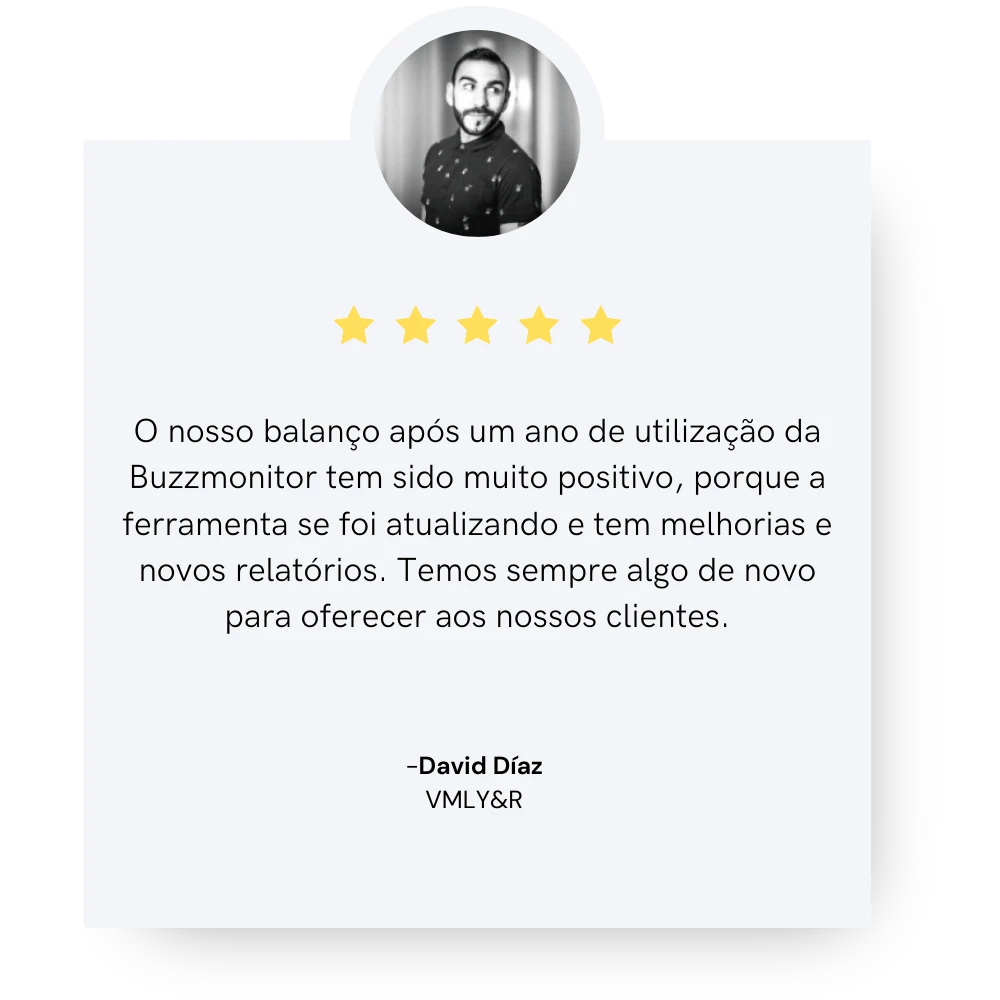 O nosso balanço após um ano de utilização da
Buzzmonitor tem sido muito positivo, porque a
ferramenta se foi atualizando e tem melhorias e
novos relatórios. Temos sempre algo de novo
para oferecer aos nossos clientes.
–David Díaz
VMLY&R